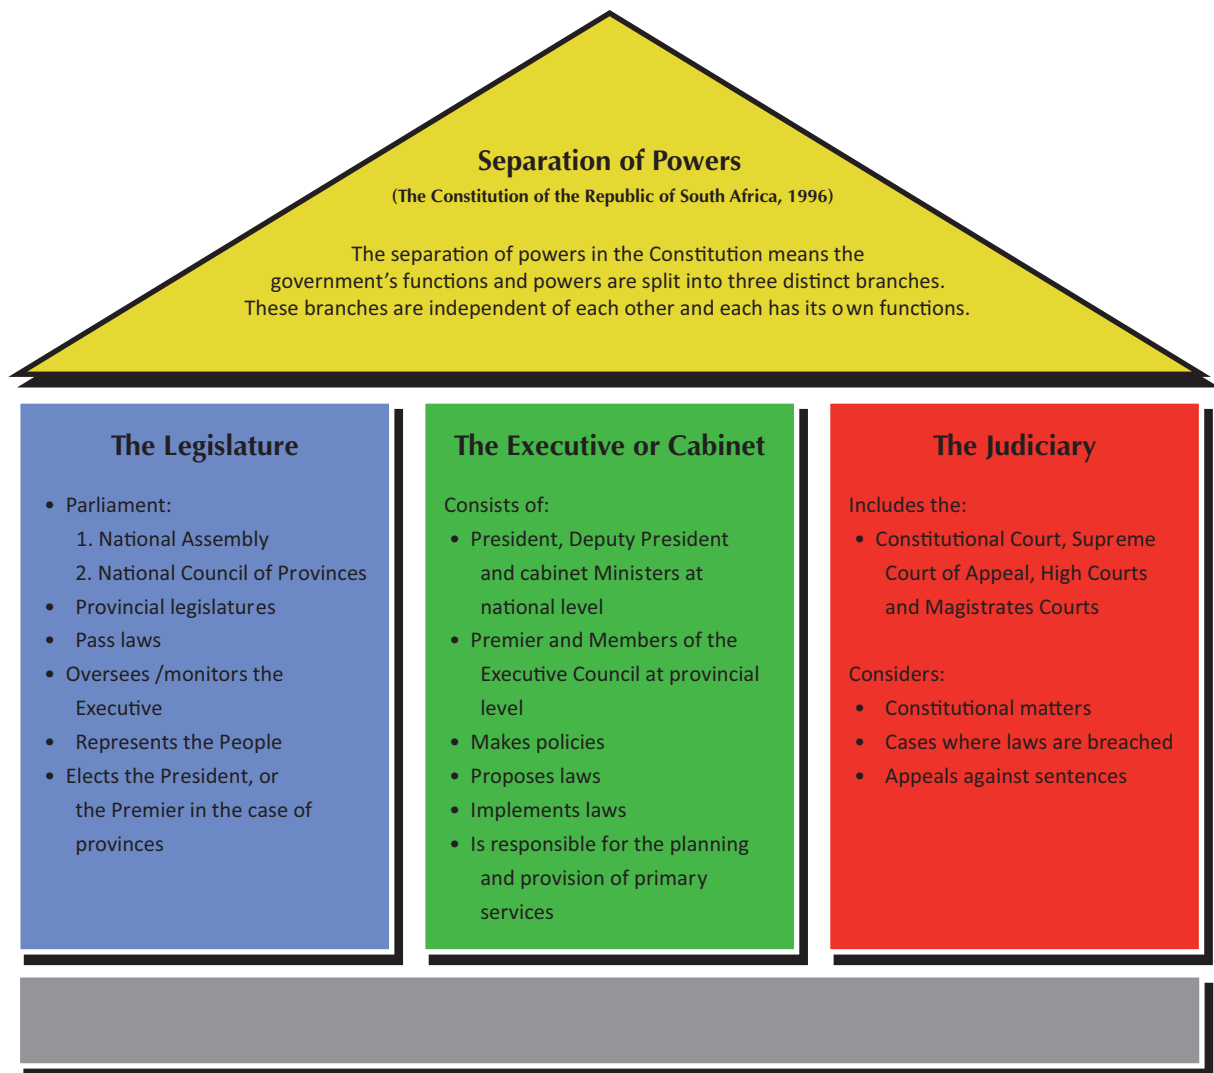 Separation of Powers
(The Constitution of the Republic of South Africa, 1996)
The separation of powers in the Constitution means the
government's functions and powers are split into three distinct branches.
These branches are independent of each other and each has its own functions.
The Legislature
• Parliament:
1. National Assembly
2. National Council of Provinces
• Provincial legislatures
• Pass laws
• Oversees /monitors the
Executive
• Represents the People
• Elects the President, or
the Premier in the case of
provinces
The Executive or Cabinet
Consists of:
• President, Deputy President
and cabinet Ministers at
national level
• Premier and Members of the
Executive Council at provincial
level
• Makes policies
• Proposes laws
• Implements laws
• Is responsible for the planning
and provision of primary
services
The Judiciary
Includes the:
• Constitutional Court, Supreme
Court of Appeal, High Courts
and Magistrates Courts
Considers:
• Constitutional matters
• Cases where laws are breached
• Appeals against sentences